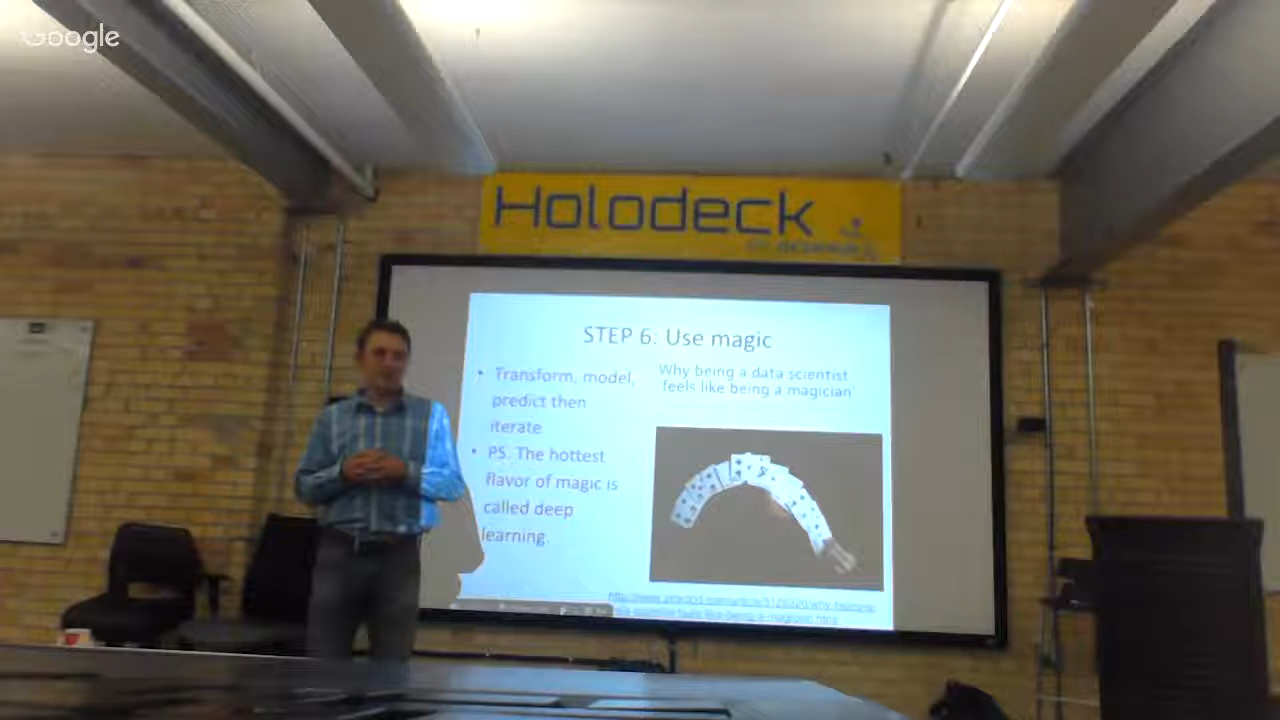 Google
Holodeck
STEP 6: Use magic
• Transform, model,
predict then
iterate
• PS. The hottest
flavor of magic is
called deep
learning.
Why being a data scientist
'feels like being a magician'